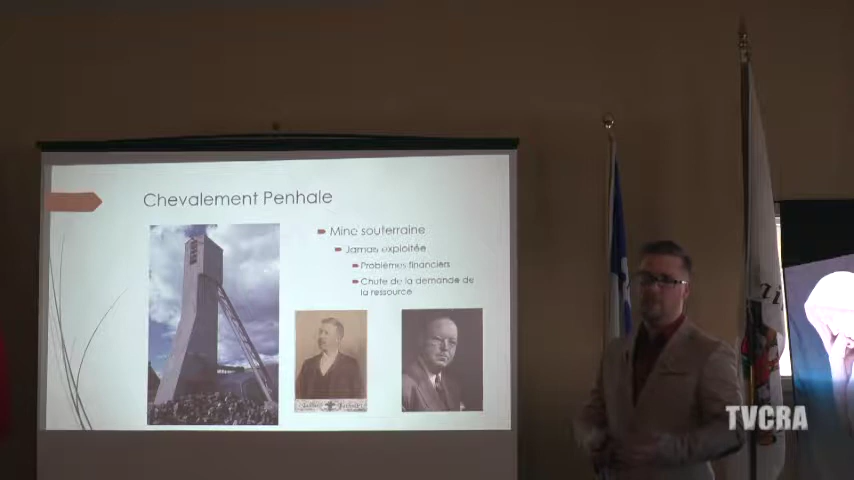 Chevalement Penhale
Mine souterraine
Jamais exploitée
Problèmes financiers
Chute de la demande de
la ressource
TVCRA